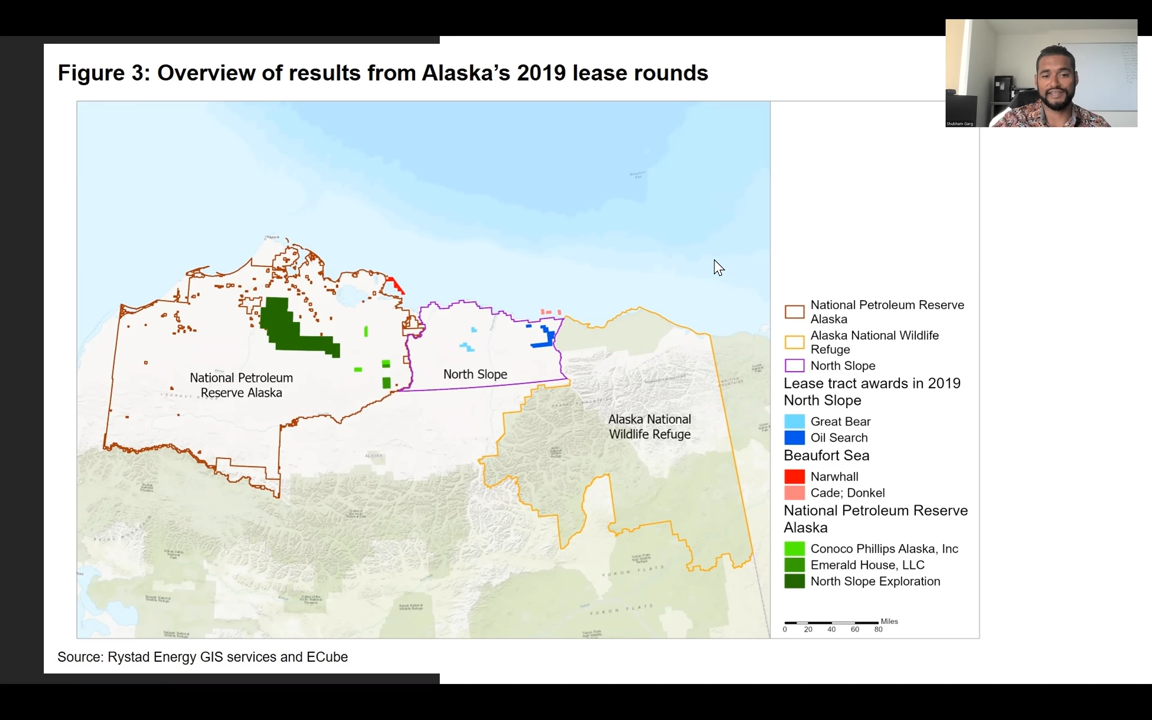 Figure 3: Overview of results from Alaska's 2019 lease rounds
National Petroleum
Reserve Alaska
North Slope
Alaska National
Wildlife Refuge
National Petroleum Reserve
Alaska
Alaska National Wildlife
Refuge
North Slope
Lease tract awards in 2019
North Slope
Great Bear
Oil Search
Beaufort Sea
Narwhall
Cade; Donkel
National Petroleum Reserve
Alaska
Conoco Phillips Alaska, Inc
Emerald House, LLC
North Slope Exploration
Miles
0 20 40 60 80
Source: Rystad Energy GIS services and ECube